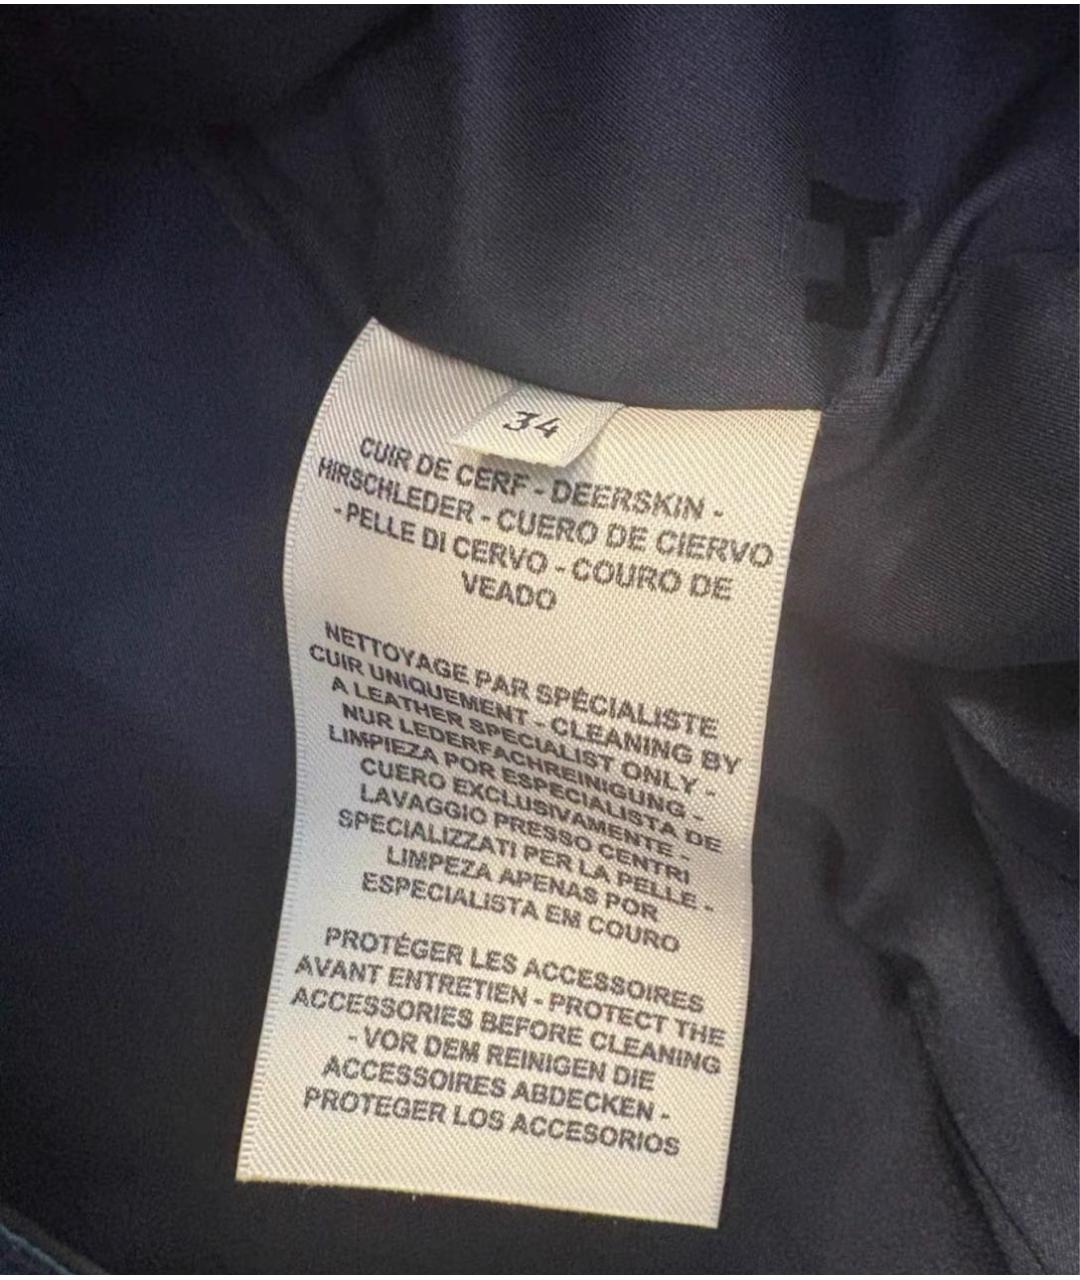 34
CUIR DE CERF - DEERSKIN -
HIRSCHLEDER - CUERO DE CIERVO
- PELLE DI CERVO - COURO DE
VEADO
NETTOYAGE PAR SPÉCIALISTE
CUIR UNIQUEMENT - CLEANING BY
A LEATHER SPECIALIST ONLY -
NUR LEDERFACHREINIGUNG -
LIMPIEZA POR ESPECIALISTA DE
CUERO EXCLUSIVAMENTE -
LAVAGGIO PRESSO CENTRI
SPECIALIZZATI PER LA PELLE -
LIMPEZA APENAS POR
ESPECIALISTA EM COURO
PROTÉGER LES ACCESSOIRES
AVANT ENTRETIEN - PROTECT THE
ACCESSORIES BEFORE CLEANING
- VOR DEM REINIGEN DIE
ACCESSOIRES ABDECKEN -
PROTEGER LOS ACCESORIOS